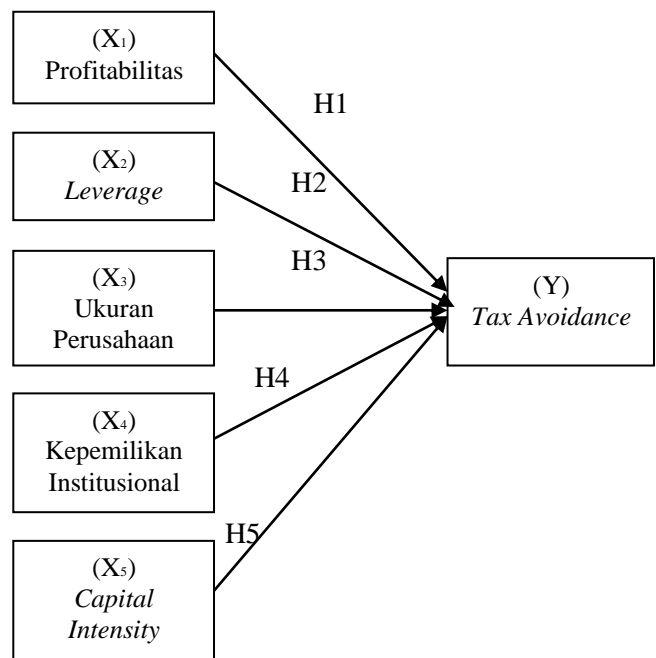 (X₁)
Profitabilitas
H1
(X₂)
Leverage
H2
H3
(X₃)
Ukuran
Perusahaan
(Y)
Tax Avoidance
H4
(X₄)
Kepemilikan
Institusional
H5
(X₅)
Capital
Intensity